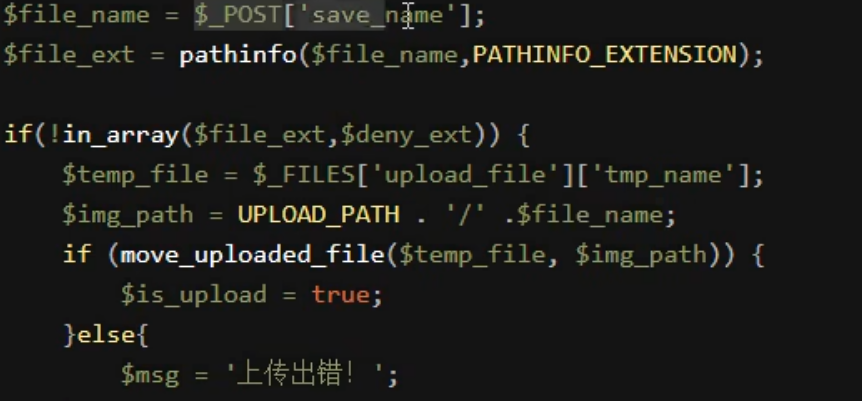 $file_name = $_POST['save_name'];
$file_ext = pathinfo($file_name,PATHINFO_EXTENSION);
if(!in_array($file_ext,$deny_ext)) {
$temp_file = $_FILES['upload_file']['tmp_name'];
$img_path = UPLOAD_PATH . '/' .$file_name;
if (move_uploaded_file($temp_file, $img_path)) {
$is_upload = true;
}else{
$msg = '上传出错! ';